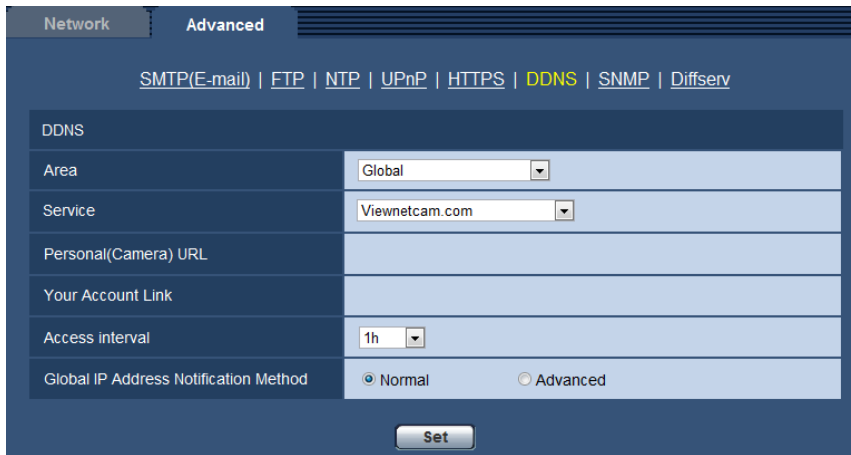 Network Advanced
SMTP(E-mail) | FTP | NTP | UPnP | HTTPS | DDNS | SNMP | Diffserv
DDNS
Area Global
Service Viewnetcam.com
Personal(Camera) URL
Your Account Link
Access interval 1h
Global IP Address Notification Method Normal Advanced
Set